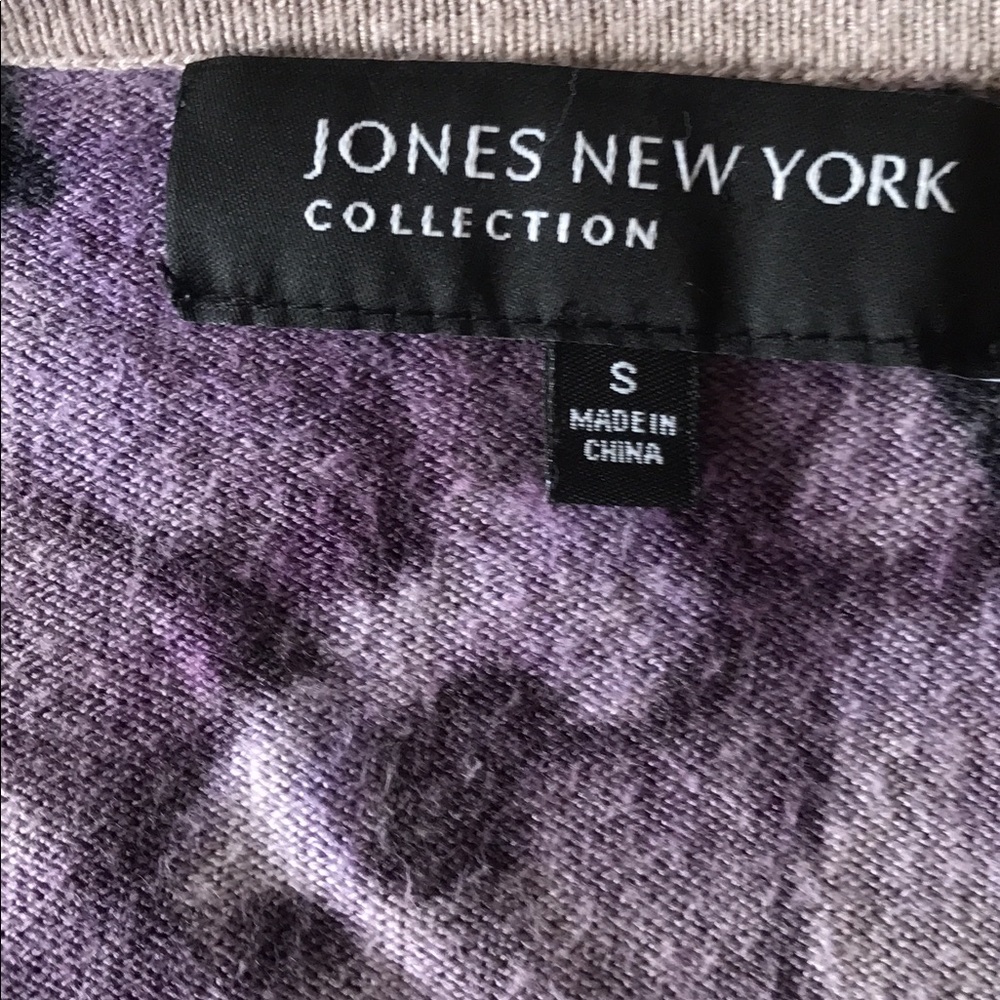 JONES NEW YORK
COLLECTION
S
MADE IN
CHINA